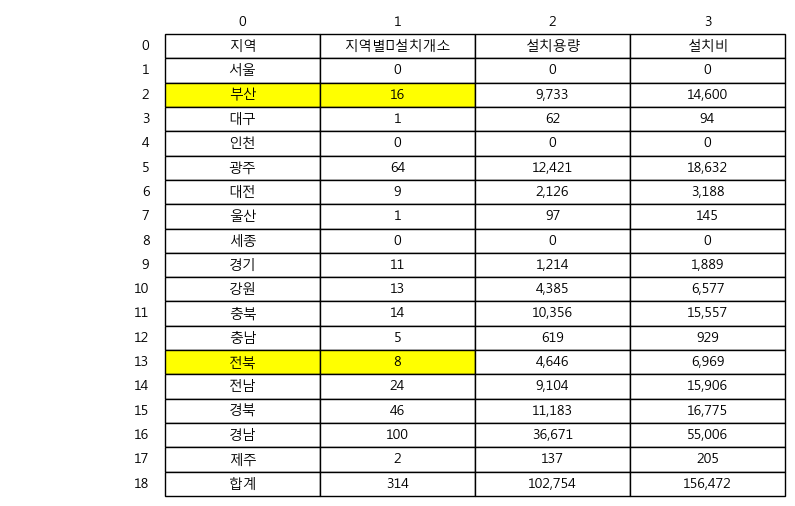 0 1 2 3
0 지역 지역별 설치개소 설치용량 설치비
1 서울 0 0 0
2 부산 16 9,733 14,600
3 대구 1 62 94
4 인천 0 0 0
5 광주 64 12,421 18,632
6 대전 9 2,126 3,188
7 울산 1 97 145
8 세종 0 0 0
9 경기 11 1,214 1,889
10 강원 13 4,385 6,577
11 충북 14 10,356 15,557
12 충남 5 619 929
13 전북 8 4,646 6,969
14 전남 24 9,104 15,906
15 경북 46 11,183 16,775
16 경남 100 36,671 55,006
17 제주 2 137 205
18 합계 314 102,754 156,472